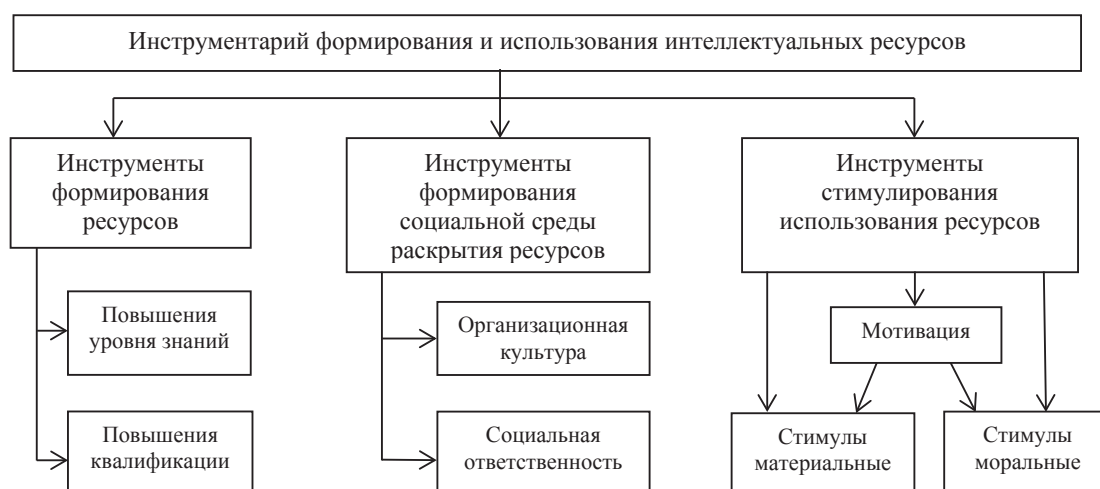 Инструментарий формирования и использования интеллектуальных ресурсов
Инструменты
формирования
ресурсов
Инструменты
формирования
социальной среды
раскрытия ресурсов
Инструменты
стимулирования
использования ресурсов
Повышения
уровня знаний
Организационная
культура
Мотивация
Повышения
квалификации
Социальная
ответственность
Стимулы
материальные
Стимулы
моральные